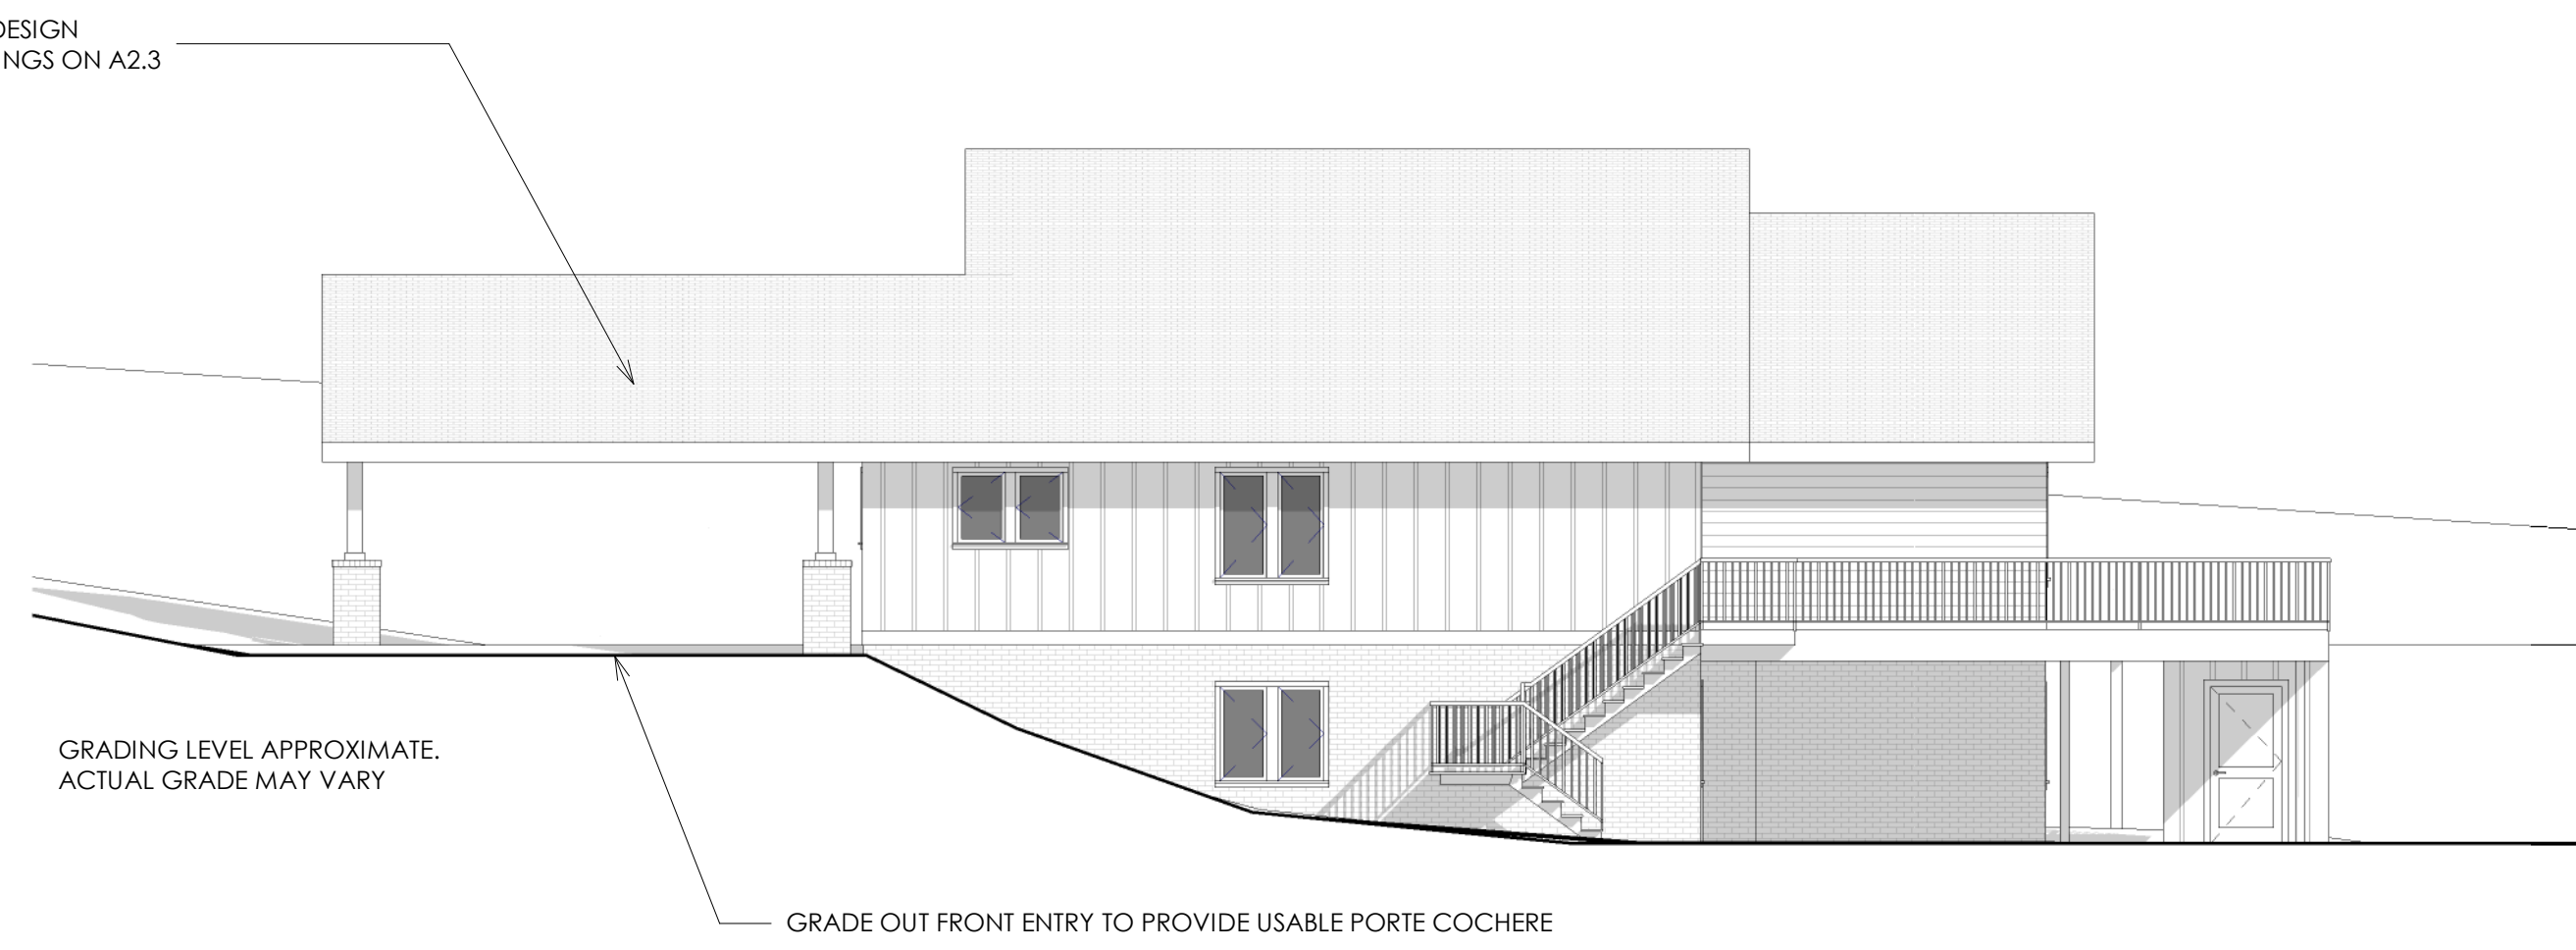 DESIGN
NGS ON A2.3
GRADING LEVEL APPROXIMATE.
ACTUAL GRADE MAY VARY
GRADE OUT FRONT ENTRY TO PROVIDE USABLE PORTE COCHERE